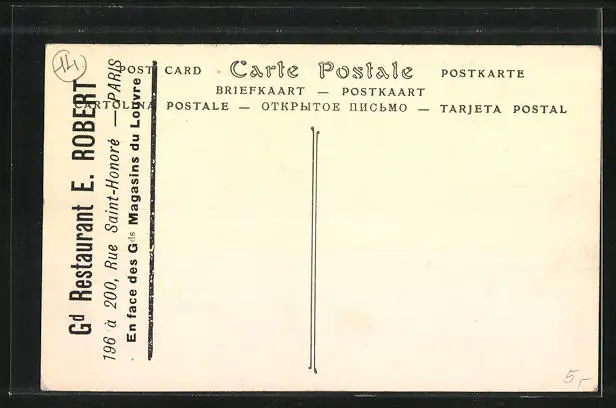 14
POST CARD Carte Postale POSTKARTE
BRIEFKAART — POSTKAART
CARTOLINA POSTALE — ОТКРЫТОЕ ПИСЬМО — TARJETA POSTAL
Gd Restaurant E. ROBERT
196 à 200, Rue Saint-Honoré — PARIS
En face des Gds Magasins du Louvre
5,-